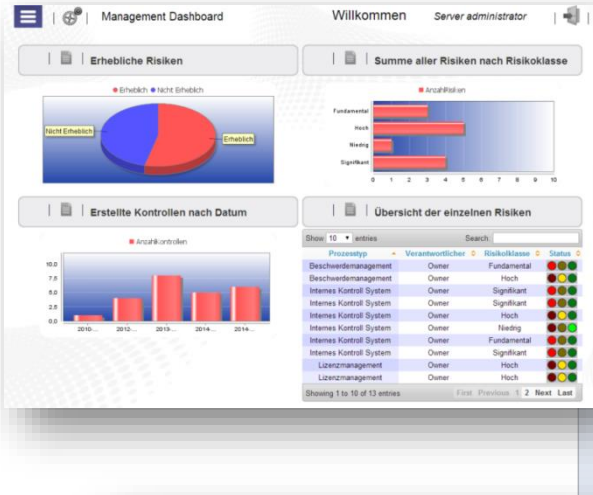 Management Dashboard
Willkommen Server administrator
Erhebliche Risiken
Erheblich Nicht Erheblich
Nicht Erheblich
Erheblich
Summe aller Risiken nach Risikoklasse
AnzahlRisiken
Fundamental
Hoch
Niedrig
Signifikant
0 1 2 3 4 5 6 7 8 9 10
Erstellte Kontrollen nach Datum
AnzahlKontrollen
10.0
7.5
5.0
2.5
0.0
2010-... 2012-... 2013-... 2014-... 2014-...
Übersicht der einzelnen Risiken
Show 10 entries Search:
Prozesstyp Verantwortlicher Risikolklasse Status
Beschwerdemanagement Owner Fundamental
Beschwerdemanagement Owner Hoch
Internes Kontroll System Owner Signifikant
Internes Kontroll System Owner Signifikant
Internes Kontroll System Owner Hoch
Internes Kontroll System Owner Niedrig
Internes Kontroll System Owner Fundamental
Internes Kontroll System Owner Signifikant
Lizenzmanagement Owner Hoch
Lizenzmanagement Owner Hoch
Showing 1 to 10 of 13 entries First Previous 1 2 Next Last